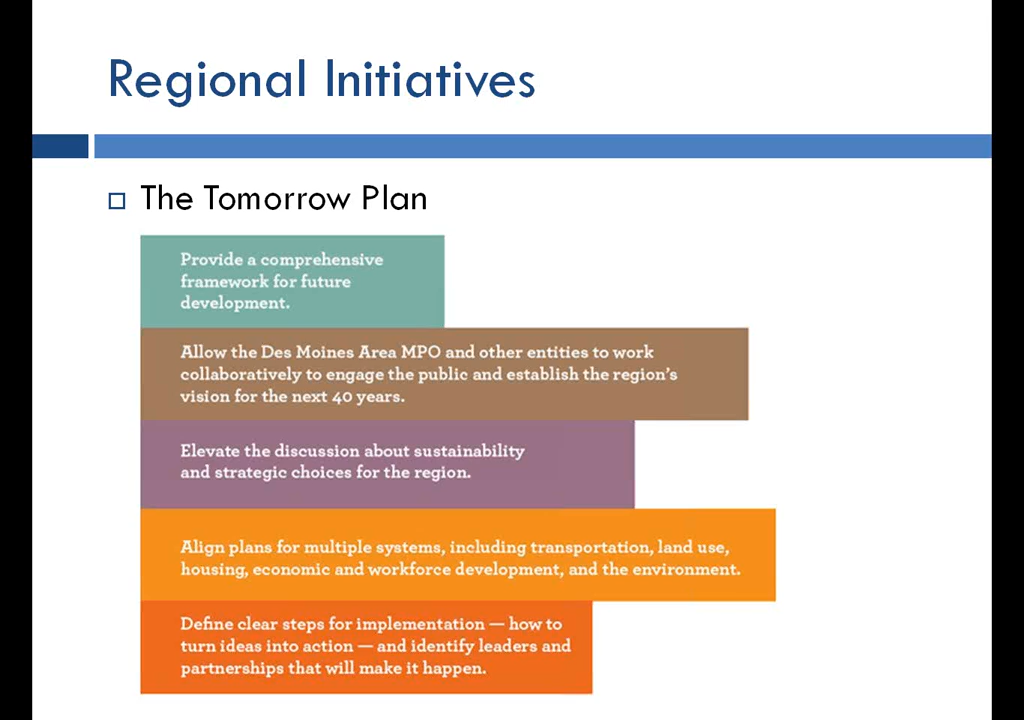 Regional Initiatives
The Tomorrow Plan
Provide a comprehensive
framework for future
development.
Allow the Des Moines Area MPO and other entities to work
collaboratively to engage the public and establish the region's
vision for the next 40 years.
Elevate the discussion about sustainability
and strategic choices for the region.
Align plans for multiple systems, including transportation, land use,
housing, economic and workforce development, and the environment.
Define clear steps for implementation — how to
turn ideas into action — and identify leaders and
partnerships that will make it happen.